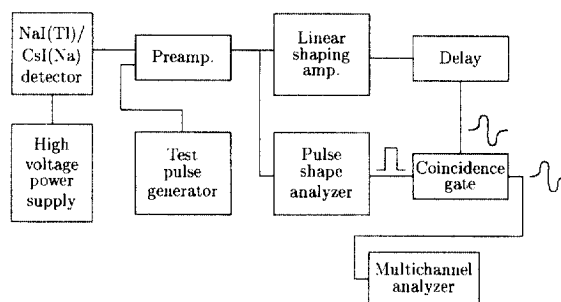 NaI(Tl)/
CsI(Na)
detector
Preamp.
Linear
shaping
amp.
Delay
High
voltage
power
supply
Test
pulse
generator
Pulse
shape
analyzer
Coincidence
gate
Multichannel
analyzer